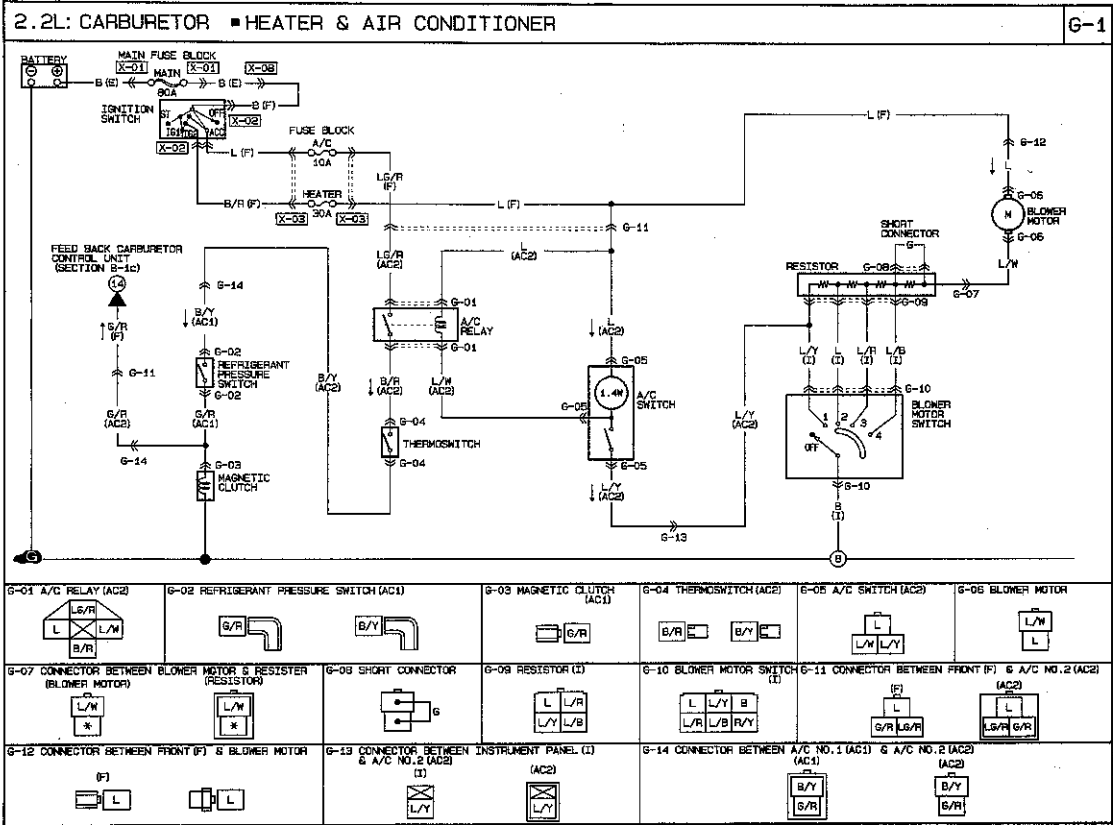 2.2L: CARBURETOR ■ HEATER & AIR CONDITIONER
G-1
BATTERY
MAIN FUSE BLOCK
X-01
X-01
X-08
MAIN
B (E)
B (E)
80A
IGNITION SWITCH
B (F)
ST
OFF
IG1
IG2
ACC
X-02
X-02
FUSE BLOCK
A/C
10A
L (F)
LG/R (F)
HEATER
30A
B/R (F)
X-03
X-03
L (F)
L (F)
G-12
L
G-06
M
BLOWER MOTOR
G-06
L/W
G-11
SHORT CONNECTOR
G
G-08
RESISTOR
G-09
G-07
FEED BACK CARBURETOR
CONTROL UNIT
(SECTION B-1c)
14
G/R (F)
G-11
G/R (AC2)
G-14
G-14
B/Y (AC1)
G-02
REFRIGERANT PRESSURE SWITCH
G-02
G/R (AC1)
G-03
MAGNETIC CLUTCH
B/Y (AC2)
LG/R (AC2)
L (AC2)
G-01
A/C RELAY
G-01
B/R (AC2)
L/W (AC2)
G-04
THERMOSWITCH
G-04
L (AC2)
G-05
1.4W
A/C SWITCH
G-05
G-05
L/Y (AC2)
G-13
L/Y (AC2)
L/Y (I)
L (I)
L/R (I)
L/B (I)
G-10
BLOWER MOTOR SWITCH
1
2
3
4
OFF
G-10
B (I)
G
B
G-01 A/C RELAY (AC2)
LG/R
L
L/W
B/R
G-02 REFRIGERANT PRESSURE SWITCH (AC1)
G/R
B/Y
G-03 MAGNETIC CLUTCH (AC1)
G/R
G-04 THERMOSWITCH (AC2)
B/R
B/Y
G-05 A/C SWITCH (AC2)
L
L/W L/Y
G-06 BLOWER MOTOR
L/W
L
G-07 CONNECTOR BETWEEN BLOWER MOTOR & RESISTER
(BLOWER MOTOR)
(RESISTOR)
L/W
*
L/W
*
G-08 SHORT CONNECTOR
G
G-09 RESISTOR (I)
L L/R
L/Y L/B
G-10 BLOWER MOTOR SWITCH (I)
L L/Y B
L/R L/B R/Y
G-11 CONNECTOR BETWEEN FRONT (F) & A/C NO.2 (AC2)
(F)
L
G/R LG/R
(AC2)
L
LG/R G/R
G-12 CONNECTOR BETWEEN FRONT (F) & BLOWER MOTOR
(F)
L
L
G-13 CONNECTOR BETWEEN INSTRUMENT PANEL (I)
& A/C NO.2 (AC2)
(I)
L/Y
(AC2)
L/Y
G-14 CONNECTOR BETWEEN A/C NO.1 (AC1) & A/C NO.2 (AC2)
(AC1)
B/Y
G/R
(AC2)
B/Y
G/R